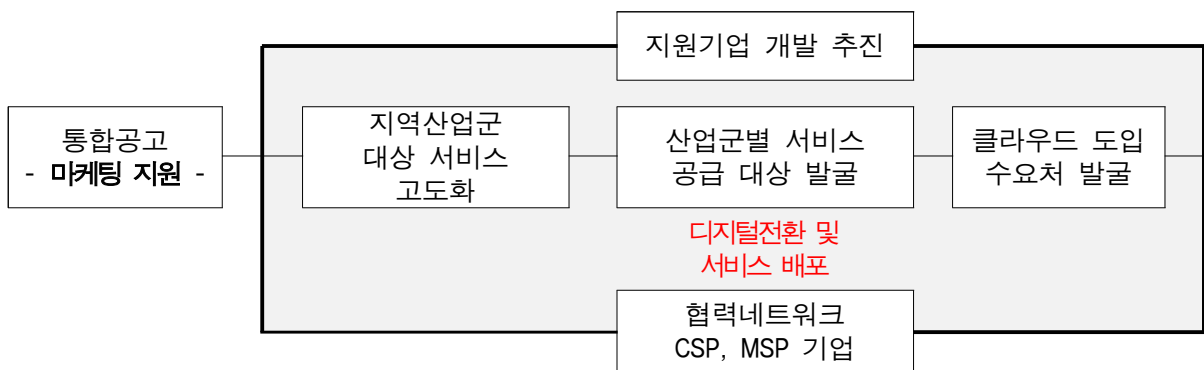 지원기업 개발 추진
통합공고
- 마케팅 지원 -
지역산업군
대상 서비스
고도화
산업군별 서비스
공급 대상 발굴
클라우드 도입
수요처 발굴
디지털전환 및
서비스 배포
협력네트워크
CSP, MSP 기업